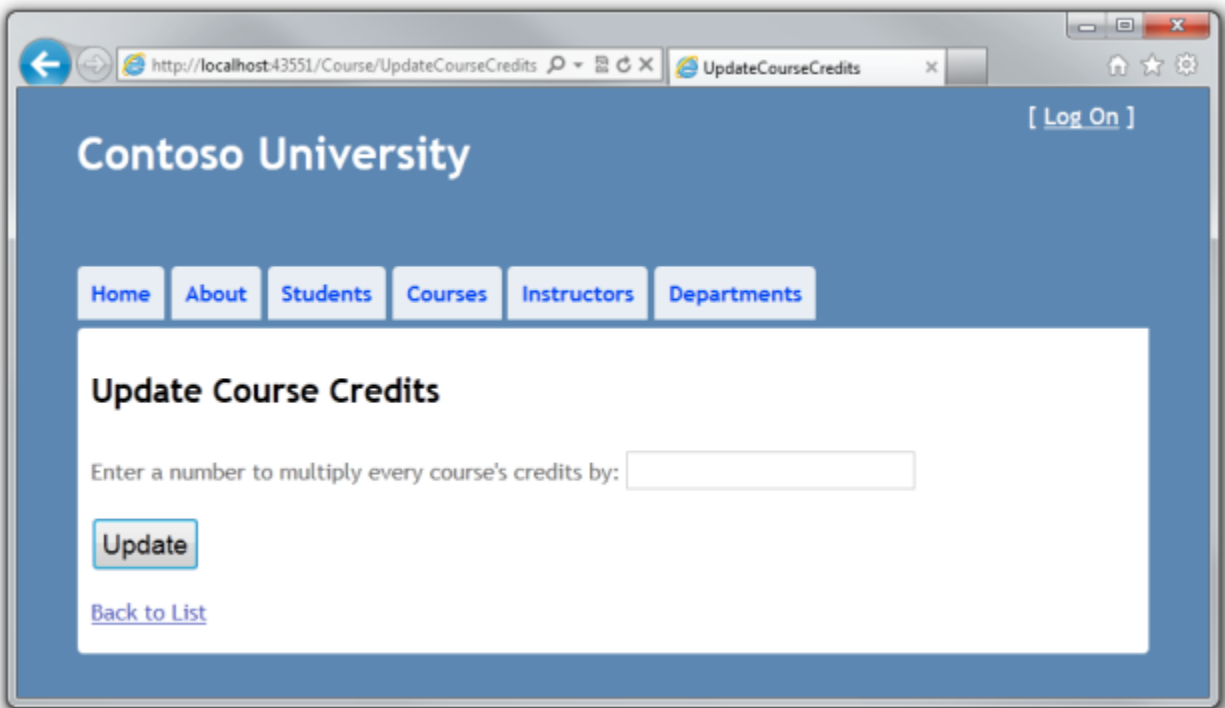 http://localhost:43551/Course/UpdateCourseCredits
UpdateCourseCredits
[ Log On ]
Contoso University
Home About Students Courses Instructors Departments
Update Course Credits
Enter a number to multiply every course's credits by:
Update
Back to List